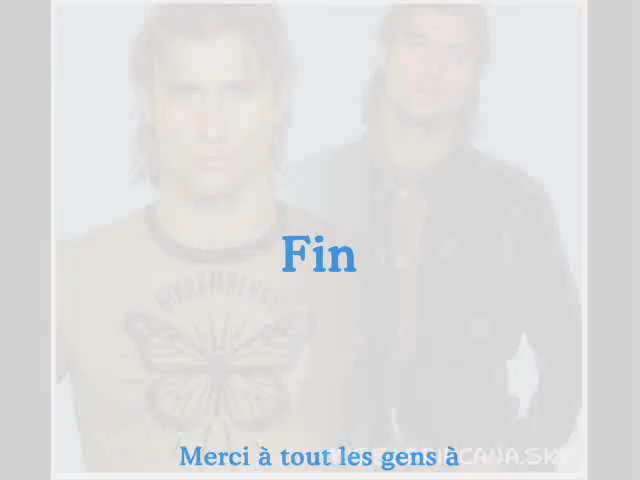 Fin
Merci à tout les gens à